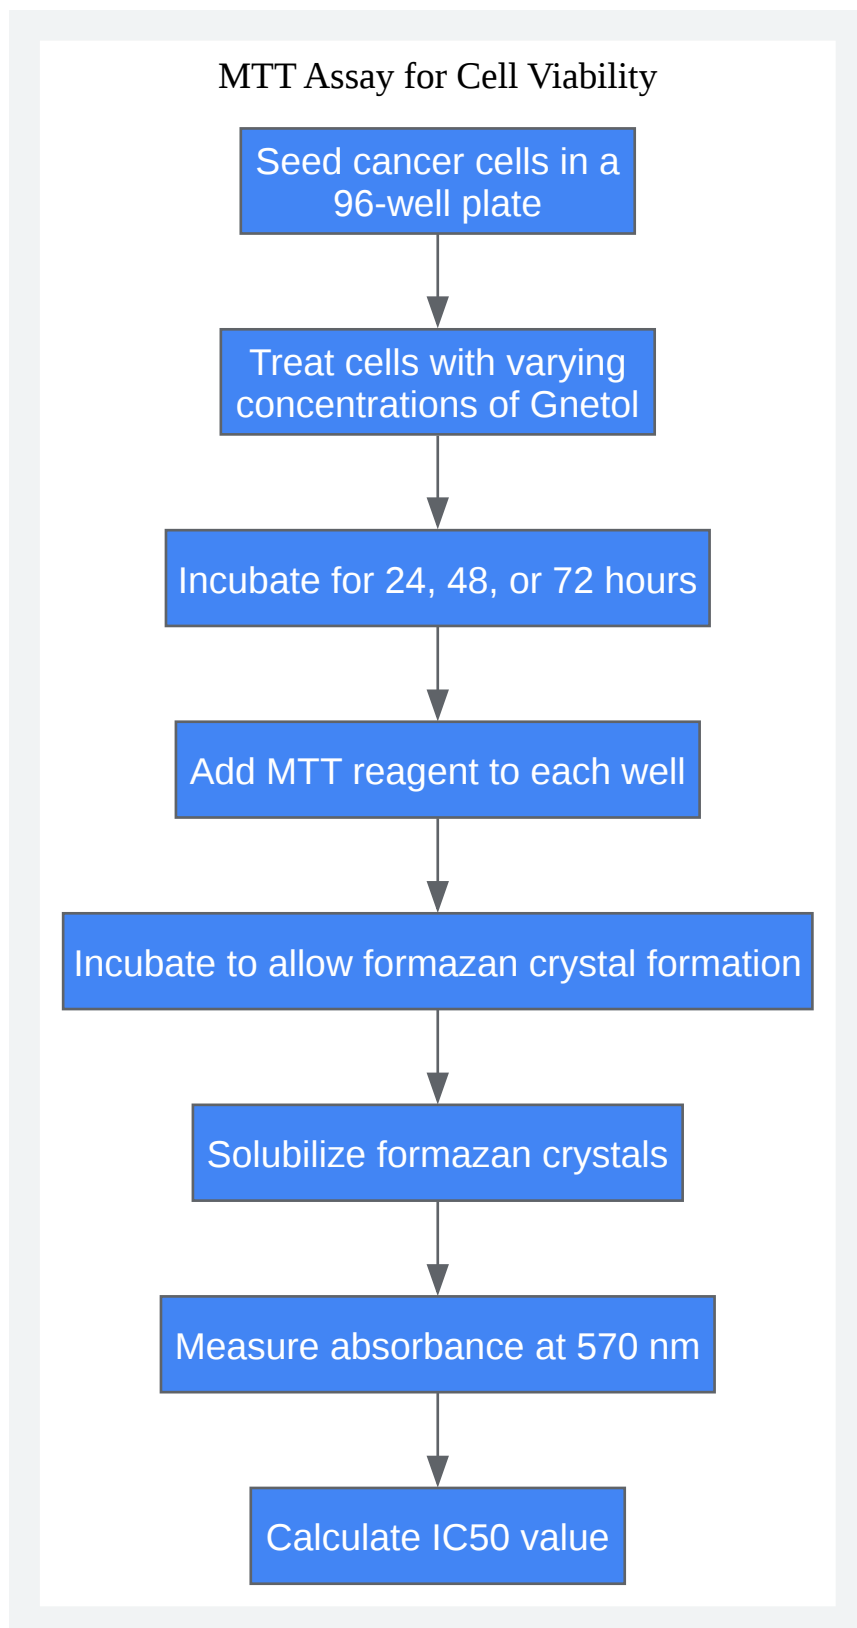 MTT Assay for Cell Viability
Seed cancer cells in a
96-well plate
Treat cells with varying
concentrations of Gnetol
Incubate for 24, 48, or 72 hours
Add MTT reagent to each well
Incubate to allow formazan crystal formation
Solubilize formazan crystals
Measure absorbance at 570 nm
Calculate IC50 value